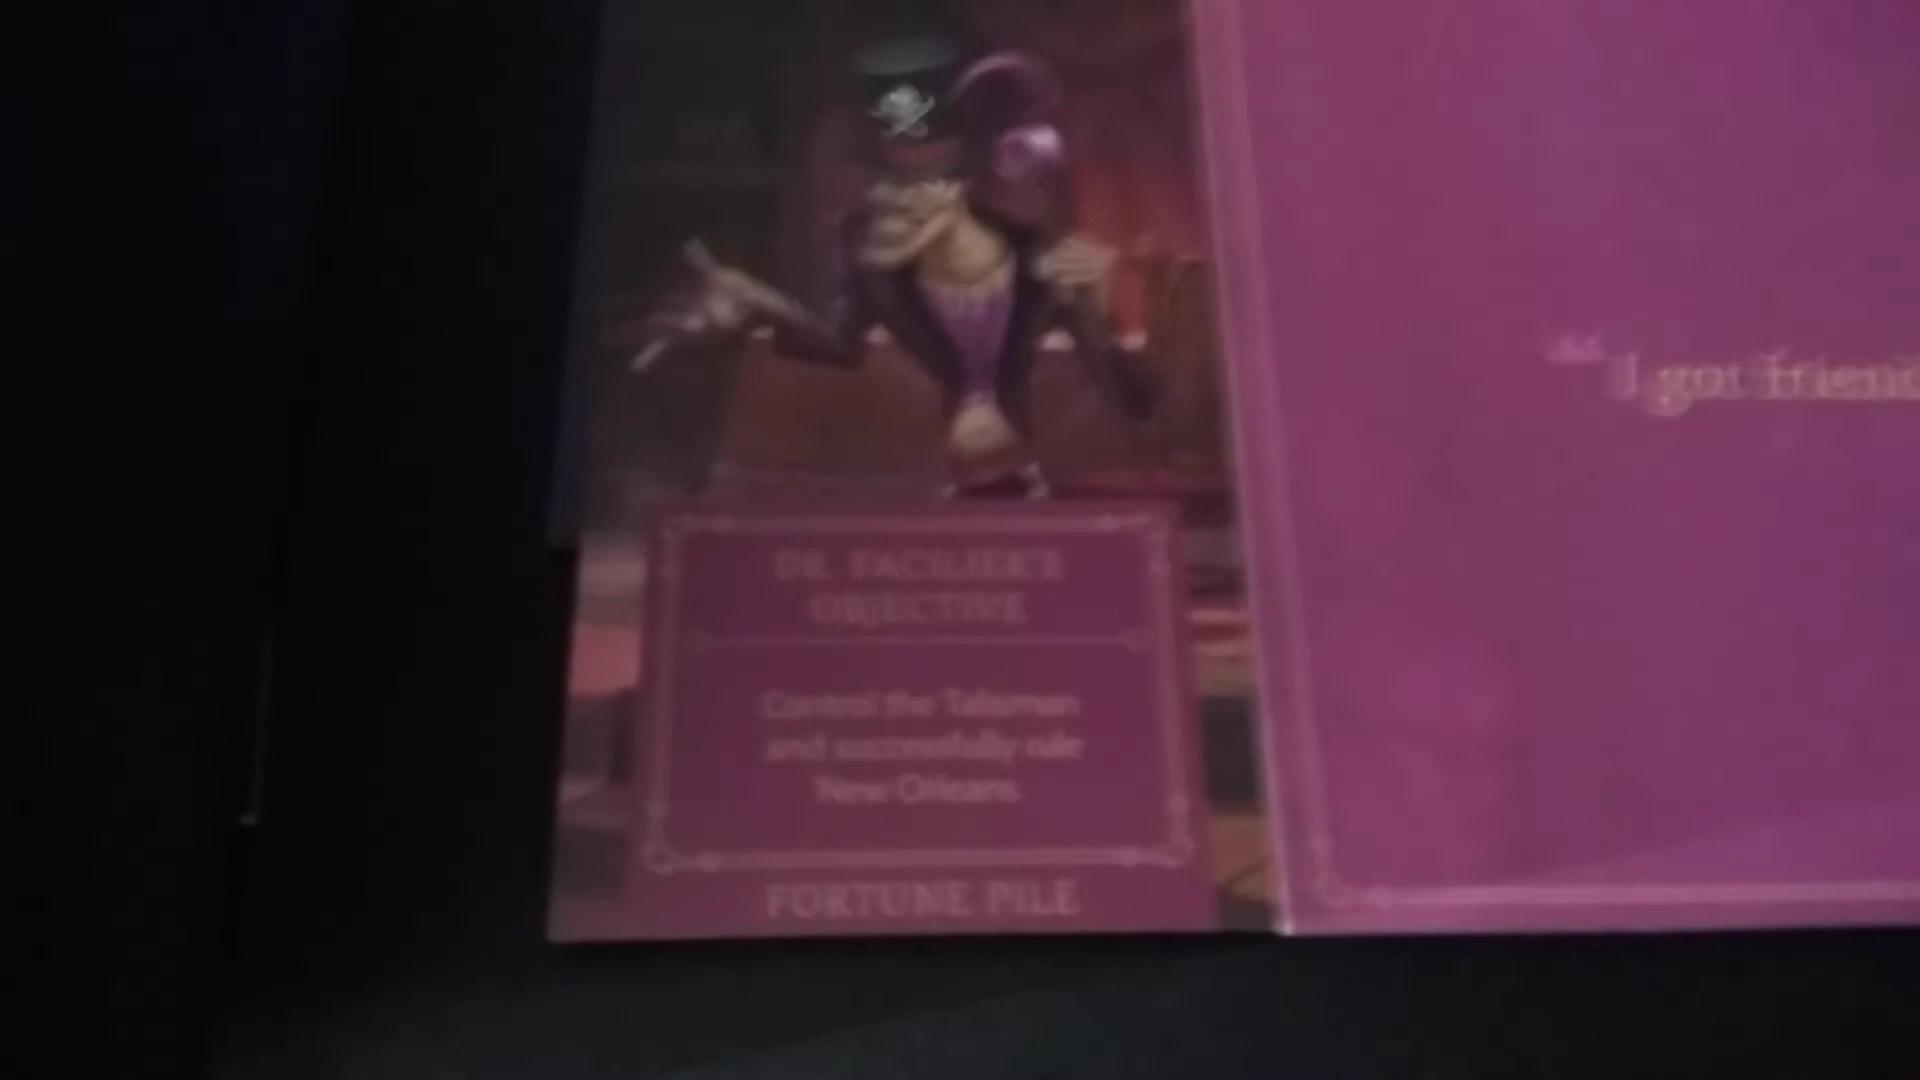 DR. FACILIER'S
OBJECTIVE
Control the Talisman
and successfully rule
New Orleans
FORTUNE PILE
"I got friend